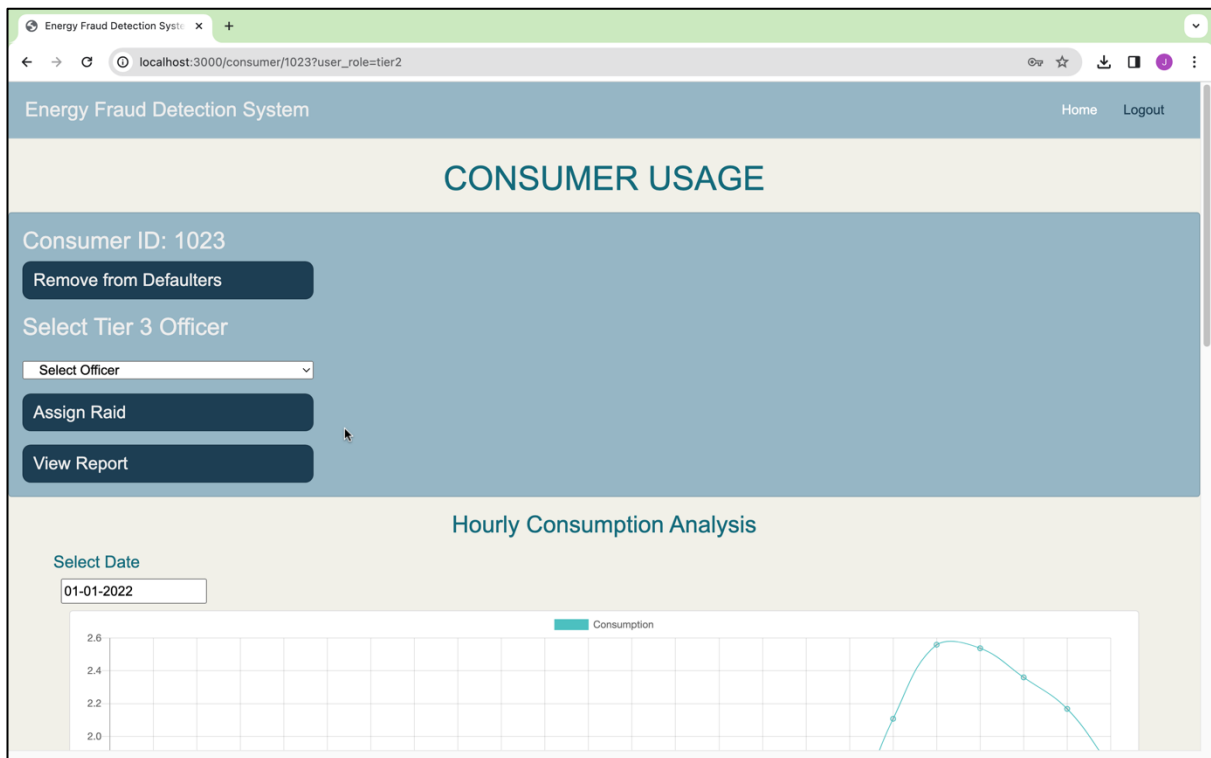 Energy Fraud Detection Syste
localhost:3000/consumer/1023?user_role=tier2
J
Energy Fraud Detection System
Home Logout
CONSUMER USAGE
Consumer ID: 1023
Remove from Defaulters
Select Tier 3 Officer
Select Officer
Assign Raid
View Report
Hourly Consumption Analysis
Select Date
01-01-2022
Consumption
2.6
2.4
2.2
2.0